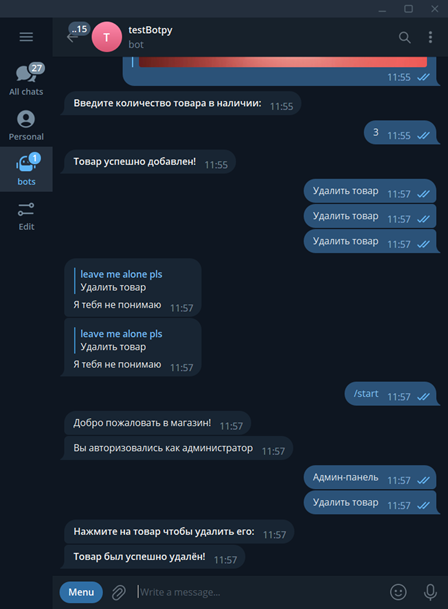 ..15
T
testBotpy
bot
27
All chats
Personal
1
bots
Edit
11:55
Введите количество товара в наличии:
11:55
3 11:55
Товар успешно добавлен!
11:55
Удалить товар 11:57
Удалить товар 11:57
Удалить товар 11:57
leave me alone pls
Удалить товар
Я тебя не понимаю 11:57
leave me alone pls
Удалить товар
Я тебя не понимаю 11:57
/start 11:57
Добро пожаловать в магазин! 11:57
Вы авторизовались как администратор 11:57
Админ-панель 11:57
Удалить товар 11:57
Нажмите на товар чтобы удалить его: 11:57
Товар был успешно удалён! 11:57
Menu
Write a message...